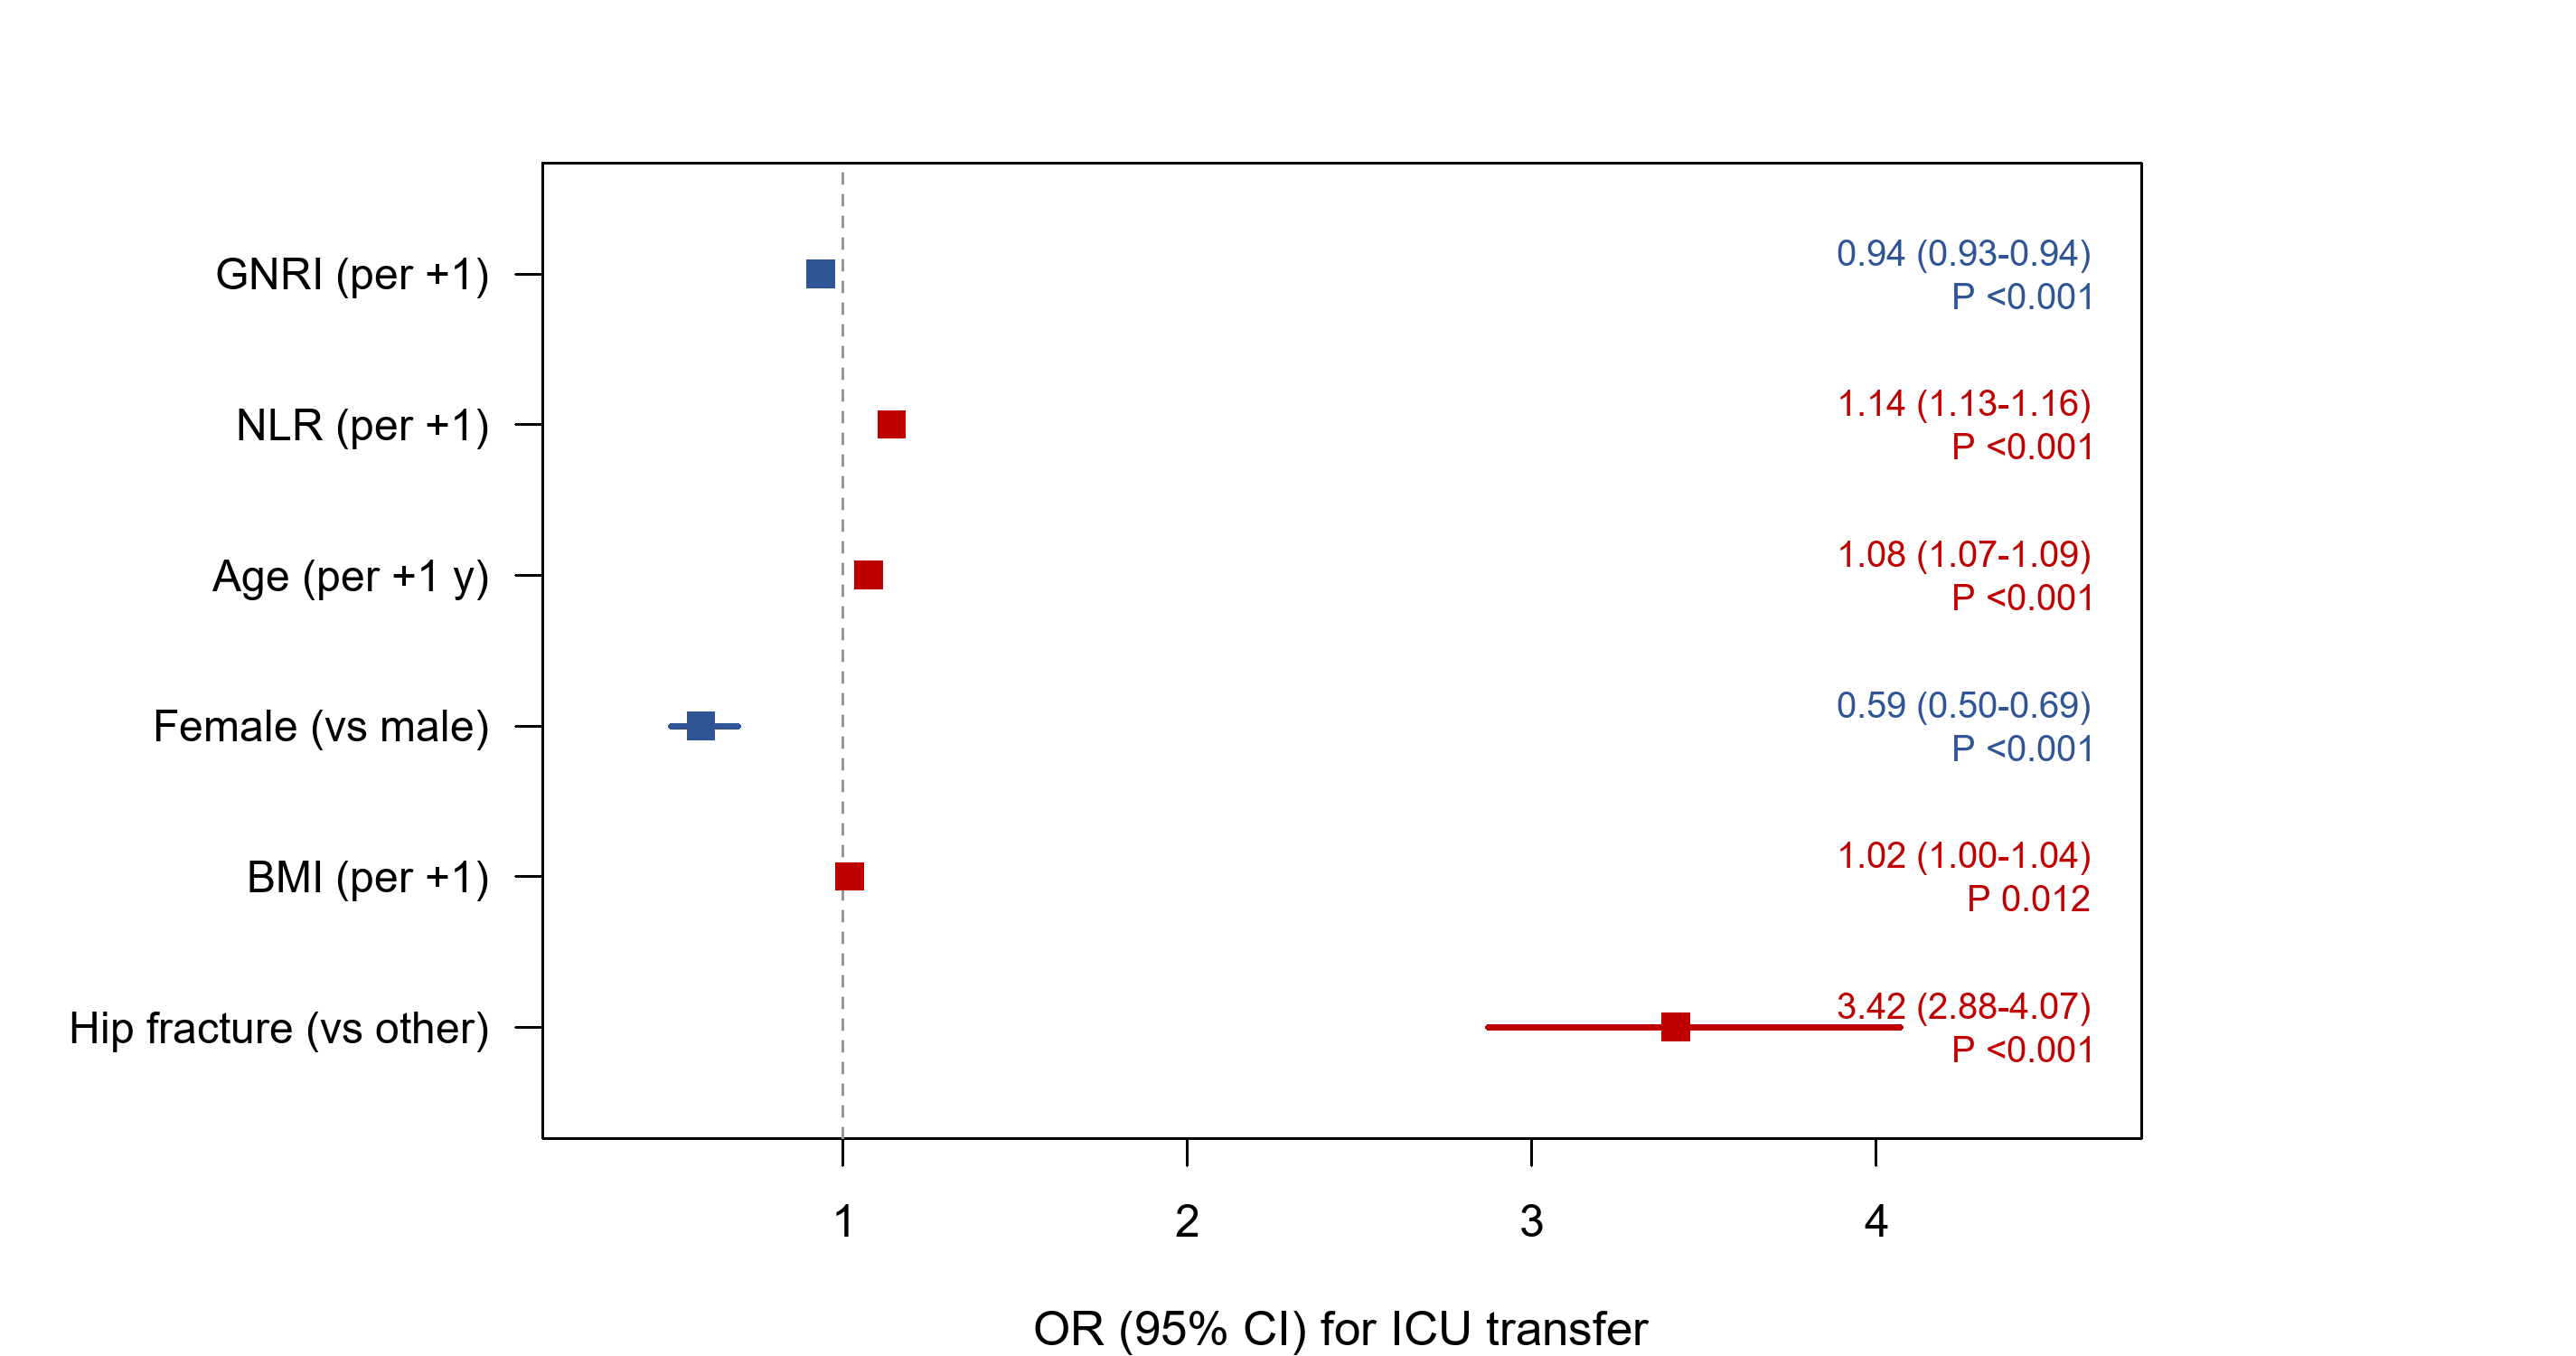 GNRI (per +1)
0.94 (0.93-0.94)
P <0.001
NLR (per +1)
1.14 (1.13-1.16)
P <0.001
Age (per +1 y)
1.08 (1.07-1.09)
P <0.001
Female (vs male)
0.59 (0.50-0.69)
P <0.001
BMI (per +1)
1.02 (1.00-1.04)
P 0.012
Hip fracture (vs other)
3.42 (2.88-4.07)
P <0.001
1 2 3 4
OR (95% CI) for ICU transfer